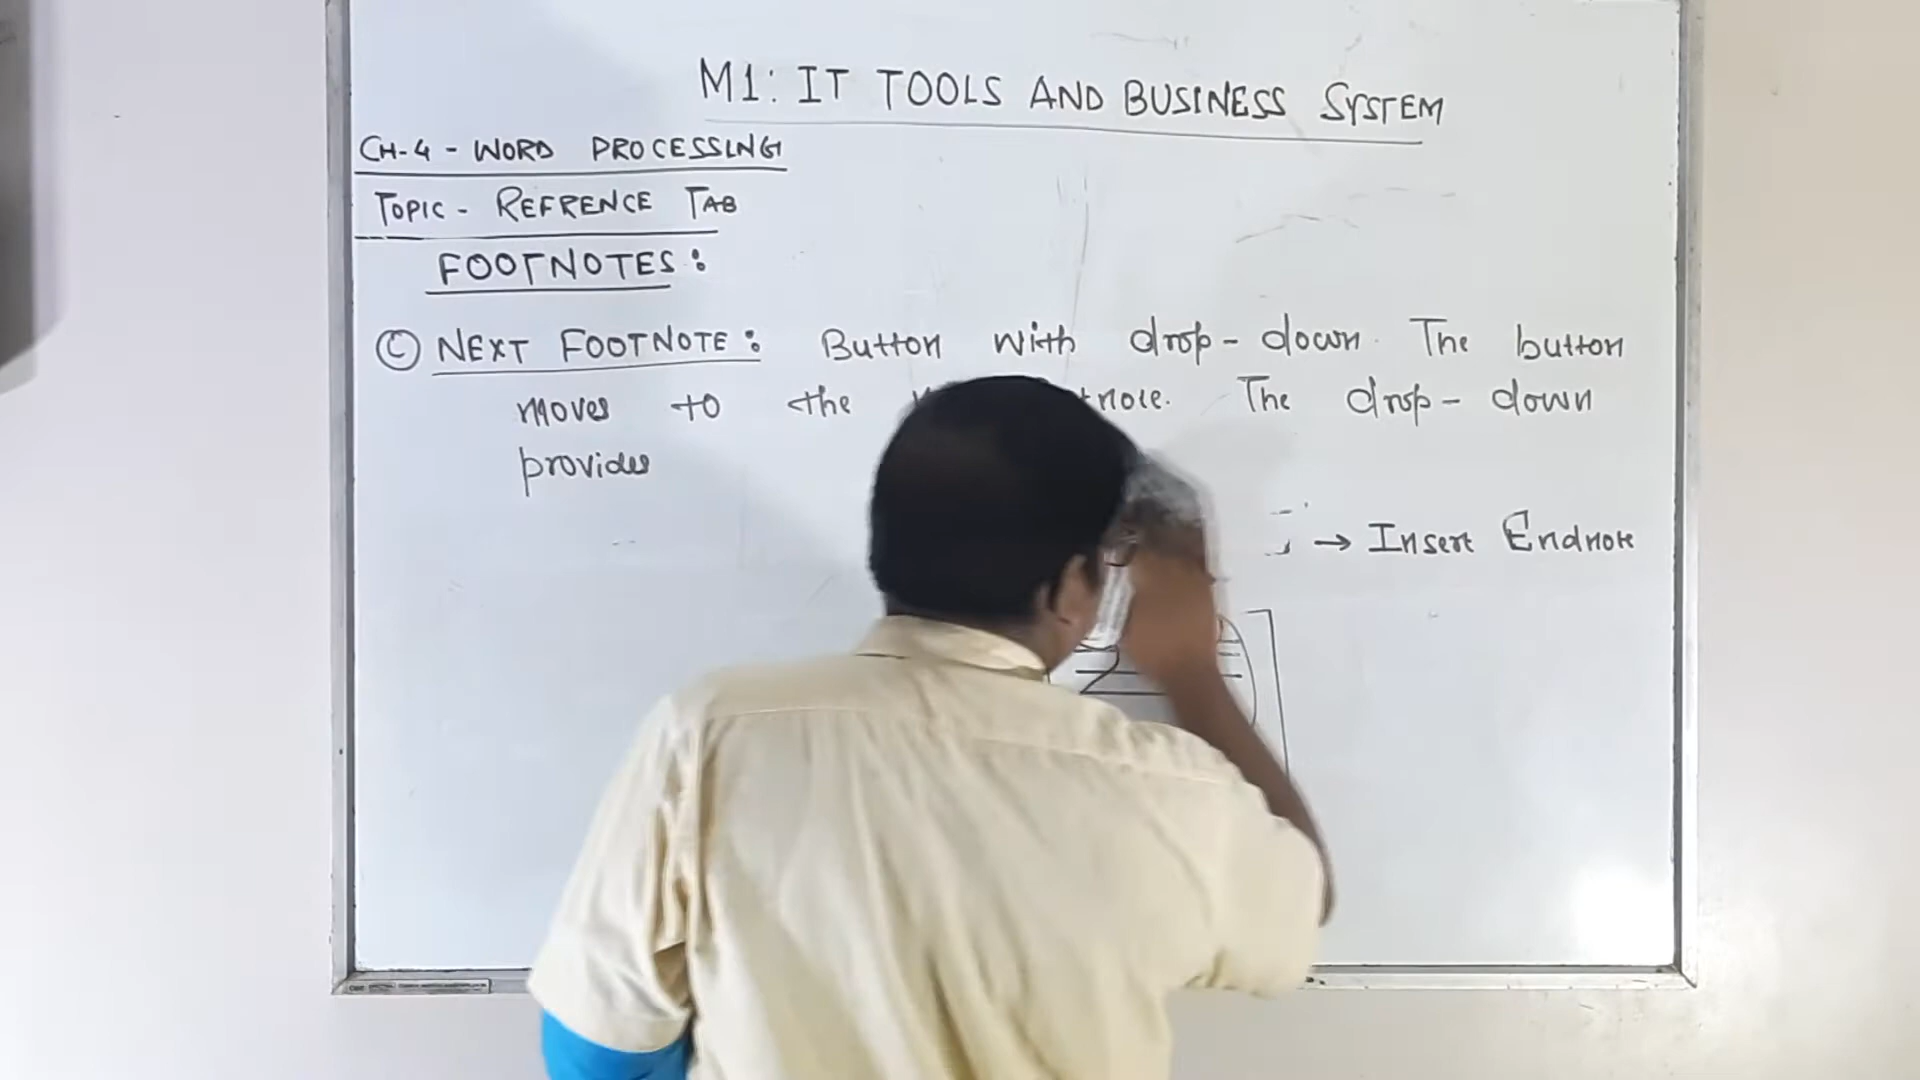 M1: IT TOOLS AND BUSINESS SYSTEM
CH-4 - WORD PROCESSING
TOPIC - REFRENCE TAB
FOOTNOTES:
C NEXT FOOTNOTE: Button with drop-down. The button
moves to the The drop-down
provides
→ Insert Endnote